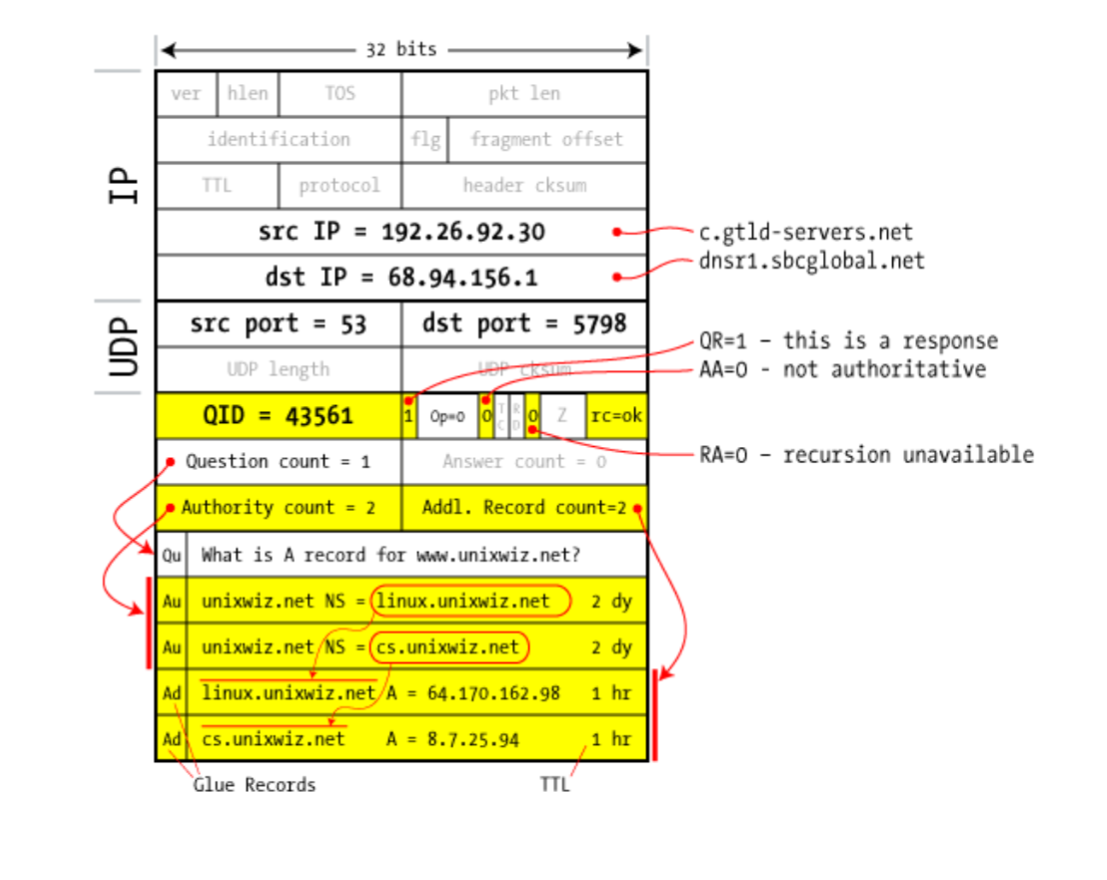 32 bits
ver hlen TOS pkt len
identification flg fragment offset
TTL protocol header cksum
IP
src IP = 192.26.92.30 c.gtld-servers.net
dst IP = 68.94.156.1 dnsr1.sbcglobal.net
UDP
src port = 53 dst port = 5798
QR=1 – this is a response
UDP length UDP cksum AA=0 - not authoritative
QID = 43561 1 Op=0 0 TC RD 0 Z rc=ok
Question count = 1 Answer count = 0 RA=0 – recursion unavailable
Authority count = 2 Addl. Record count=2
Qu What is A record for www.unixwiz.net?
Au unixwiz.net NS = linux.unixwiz.net 2 dy
Au unixwiz.net NS = cs.unixwiz.net 2 dy
Ad linux.unixwiz.net A = 64.170.162.98 1 hr
Ad cs.unixwiz.net A = 8.7.25.94 1 hr
Glue Records TTL